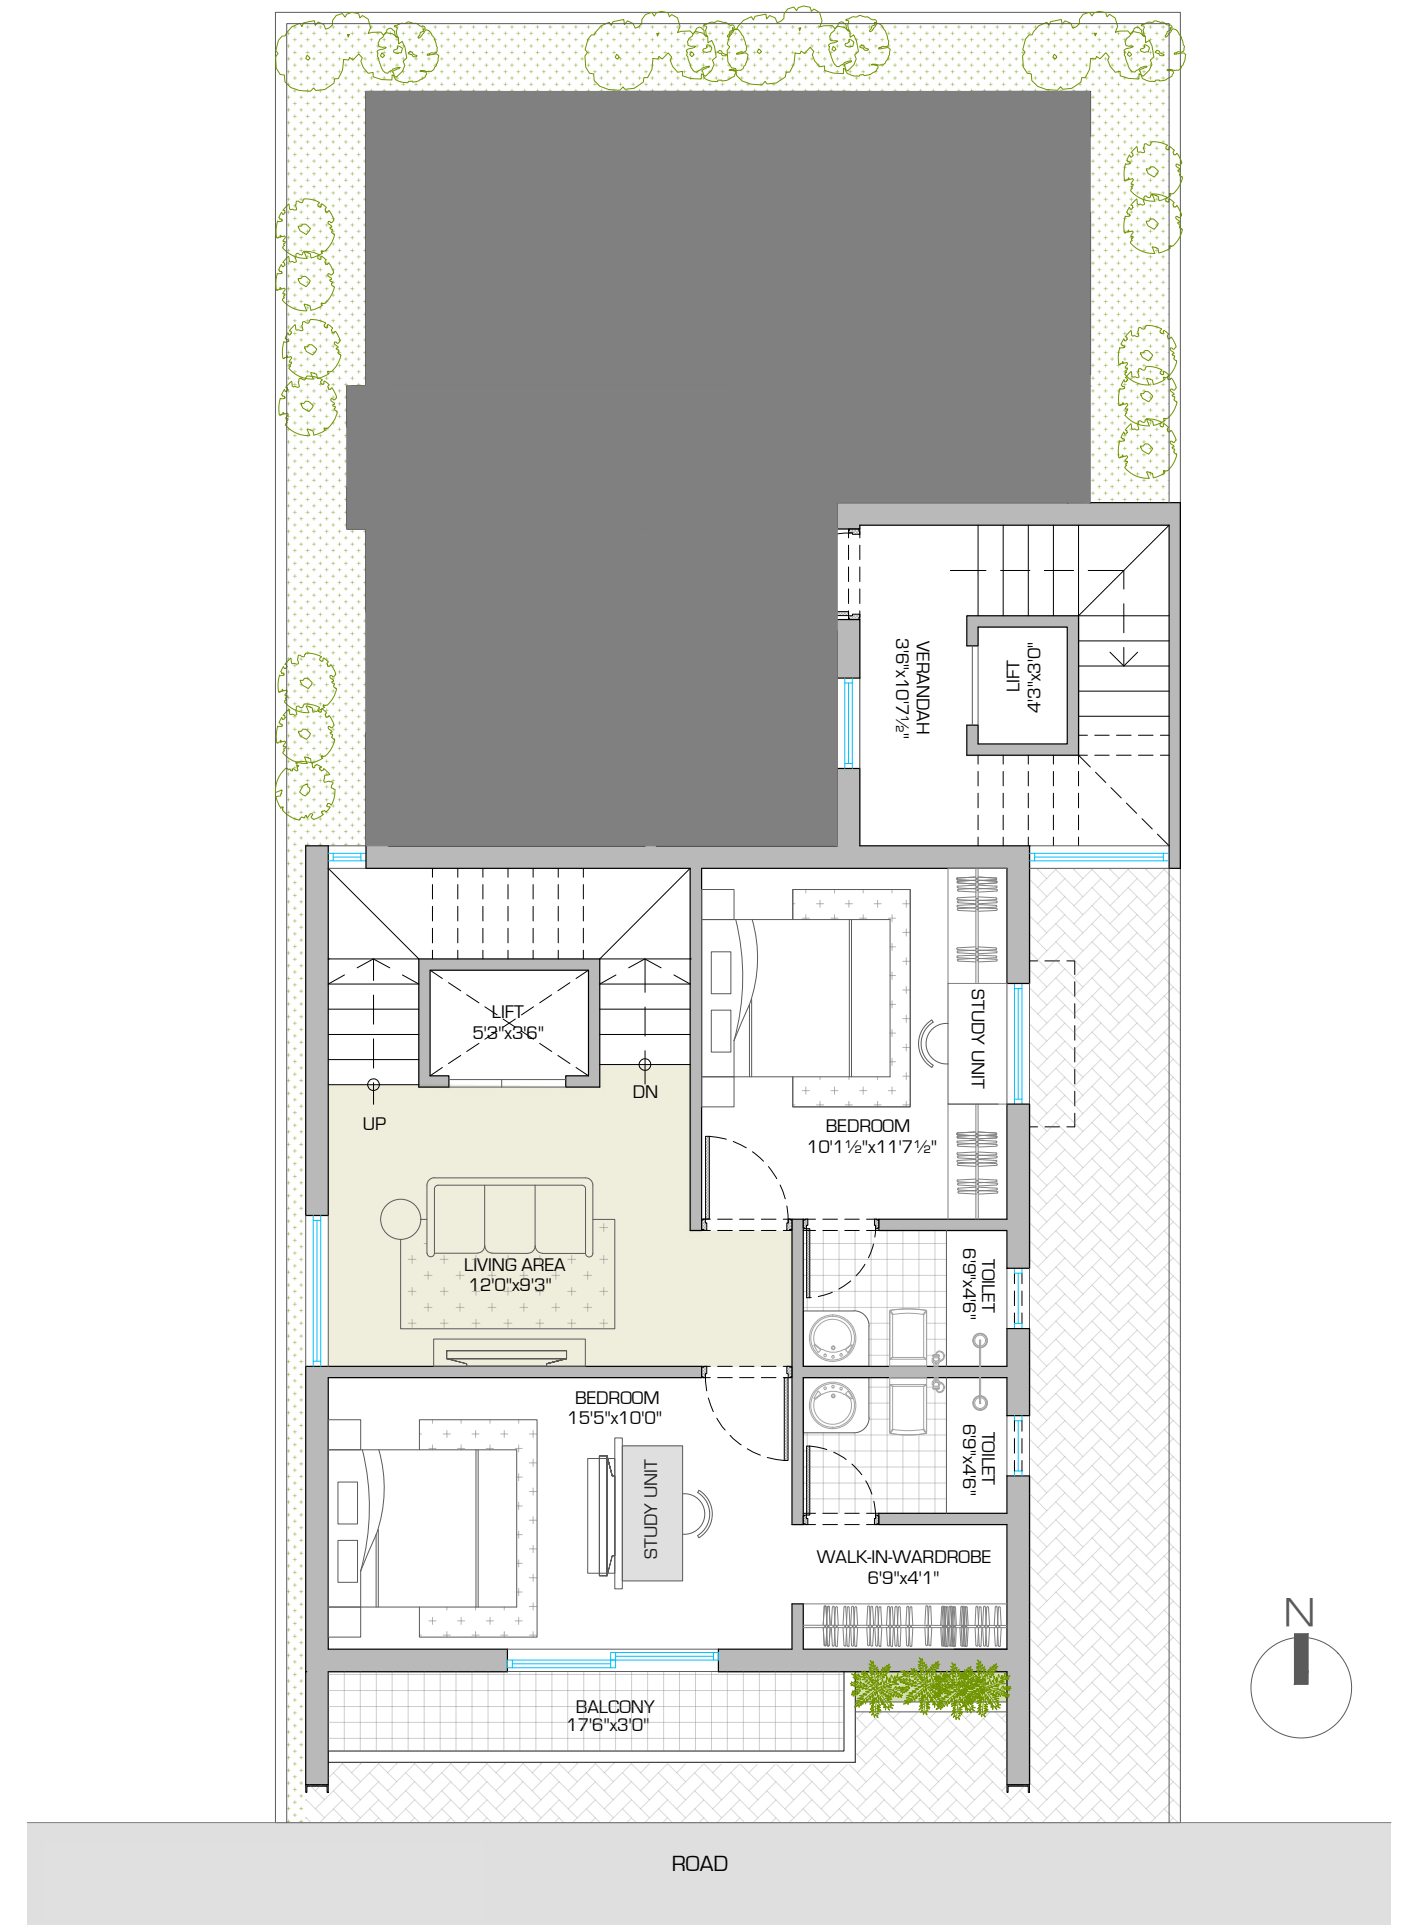 VERANDAH
3'6"x10'7½"
LIFT
4'3"x3'0"
LIFT
5'3"x3'6"
STUDY UNIT
UP
DN
BEDROOM
10'1½"x11'7½"
LIVING AREA
12'0"x9'3"
TOILET
6'9"x4'6"
BEDROOM
15'5"x10'0"
STUDY UNIT
TOILET
6'9"x4'6"
WALK-IN-WARDROBE
6'9"x4'1"
N
BALCONY
17'6"x3'0"
ROAD